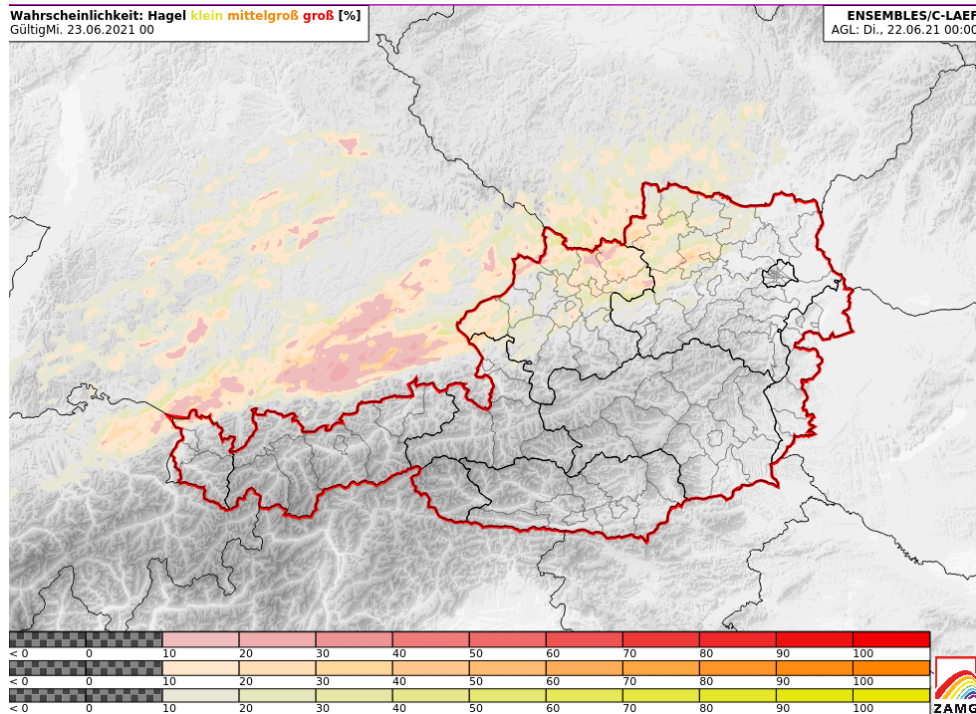 Wahrscheinlichkeit: Hagel klein mittelgroß groß [%]
GültigMi. 23.06.2021 00
ENSEMBLES/C-LAEF
AGL: Di., 22.06.21 00:00
< 0 0 10 20 30 40 50 60 70 80 90 100
< 0 0 10 20 30 40 50 60 70 80 90 100
< 0 0 10 20 30 40 50 60 70 80 90 100
ZAMG